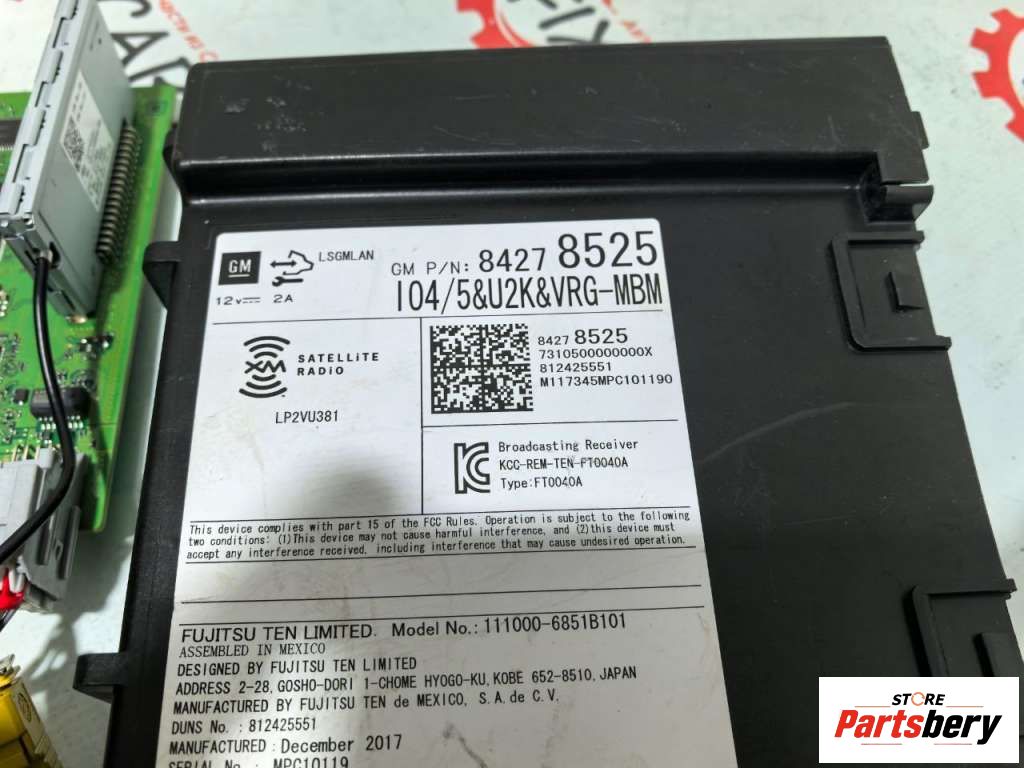 GM
LSGMLAN
GM P/N: 8427 8525
12V 2A
IO4/5&U2K&VRG-MBM
XM SATELLITE RADIO
LP2VU381
8427 8525
7310500000000X
812425551
M117345MPC101190
Broadcasting Receiver
KCC-REM-TEN-FT0040A
Type:FT0040A
This device complies with part 15 of the FCC Rules. Operation is subject to the following
two conditions: (1)This device may not cause harmful interference, and (2)this device must
accept any interference received, including interference that may cause undesired operation.
FUJITSU TEN LIMITED. Model No.:111000-6851B101
ASSEMBLED IN MEXICO
DESIGNED BY FUJITSU TEN LIMITED
ADDRESS 2-28, GOSHO-DORI 1-CHOME HYOGO-KU, KOBE 652-8510, JAPAN
MANUFACTURED BY FUJITSU TEN de MEXICO, S.A. de C.V.
DUNS No. : 812425551
MANUFACTURED : December 2017
SERIAL No. : MPC10119
STORE
Partsbery